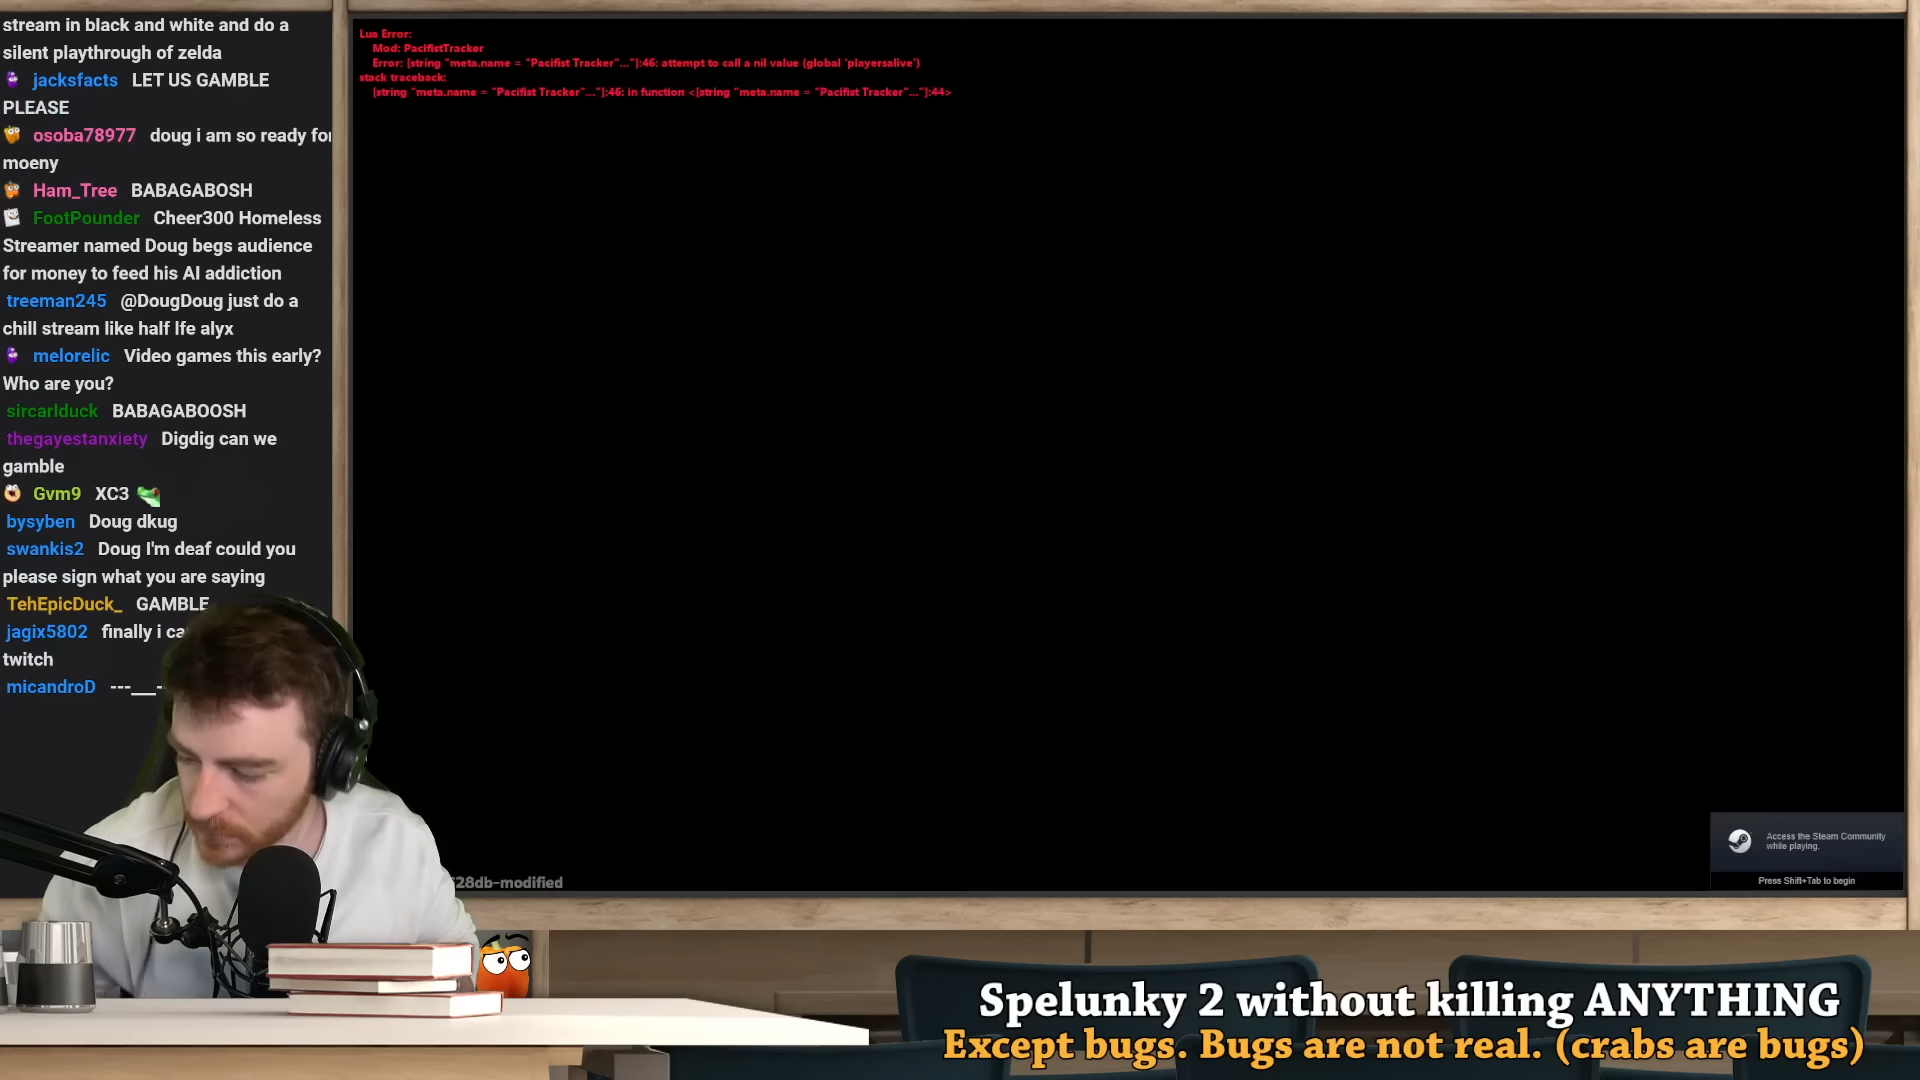 stream in black and white and do a
silent playthrough of zelda
jacksfacts LET US GAMBLE
PLEASE
osoba78977 doug i am so ready for
moeny
Ham_Tree BABAGABOSH
FootPounder Cheer300 Homeless
Streamer named Doug begs audience
for money to feed his AI addiction
treeman245 @DougDoug just do a
chill stream like half lfe alyx
melorelic Video games this early?
Who are you?
sircarlduck BABAGABOOSH
thegayestanxiety Digdig can we
gamble
Gvm9 XC3
bysyben Doug dkug
swankis2 Doug I'm deaf could you
please sign what you are saying
TehEpicDuck_ GAMBLE
jagix5802 finally i
twitch
micandroD ---___-
Lua Error:
Mod: PacifistTracker
Error: [string "meta.name = "Pacifist Tracker"..."]:46: attempt to call a nil value (global 'playersalive')
stack traceback:
[string "meta.name = "Pacifist Tracker"..."]:46: in function <[string "meta.name = "Pacifist Tracker"..."]:44>
28db-modified
Access the Steam Community
while playing.
Press Shift+Tab to begin
Spelunky 2 without killing ANYTHING
Except bugs. Bugs are not real. (crabs are bugs)